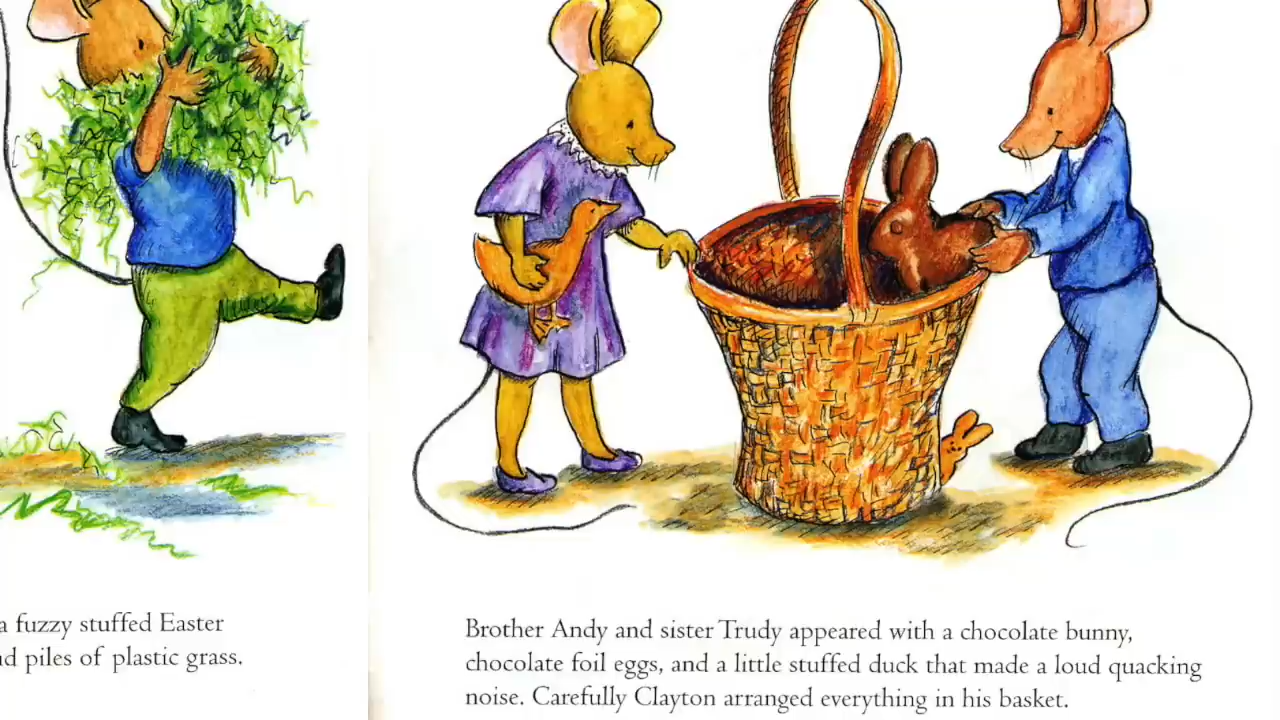 a fuzzy stuffed Easter
piles of plastic grass.
Brother Andy and sister Trudy appeared with a chocolate bunny,
chocolate foil eggs, and a little stuffed duck that made a loud quacking
noise. Carefully Clayton arranged everything in his basket.